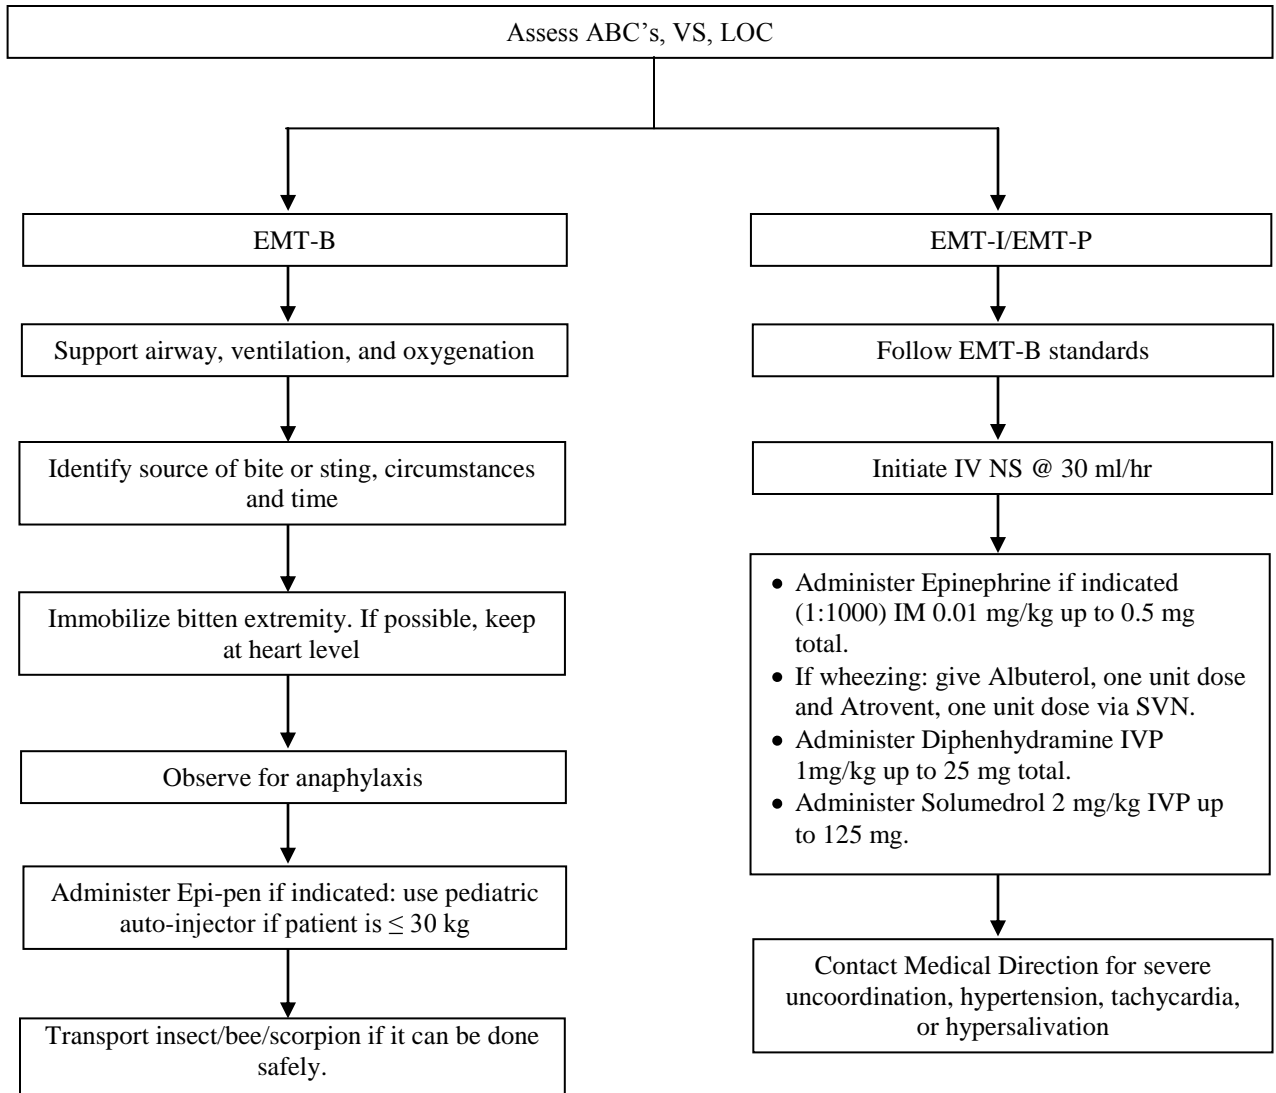 Assess ABC’s, VS, LOC
EMT-B
Support airway, ventilation, and oxygenation
Identify source of bite or sting, circumstances
and time
Immobilize bitten extremity. If possible, keep
at heart level
Observe for anaphylaxis
Administer Epi-pen if indicated: use pediatric
auto-injector if patient is ≤ 30 kg
Transport insect/bee/scorpion if it can be done
safely.
EMT-I/EMT-P
Follow EMT-B standards
Initiate IV NS @ 30 ml/hr
• Administer Epinephrine if indicated
(1:1000) IM 0.01 mg/kg up to 0.5 mg
total.
• If wheezing: give Albuterol, one unit dose
and Atrovent, one unit dose via SVN.
• Administer Diphenhydramine IVP
1mg/kg up to 25 mg total.
• Administer Solumedrol 2 mg/kg IVP up
to 125 mg.
Contact Medical Direction for severe
uncoordination, hypertension, tachycardia,
or hypersalivation